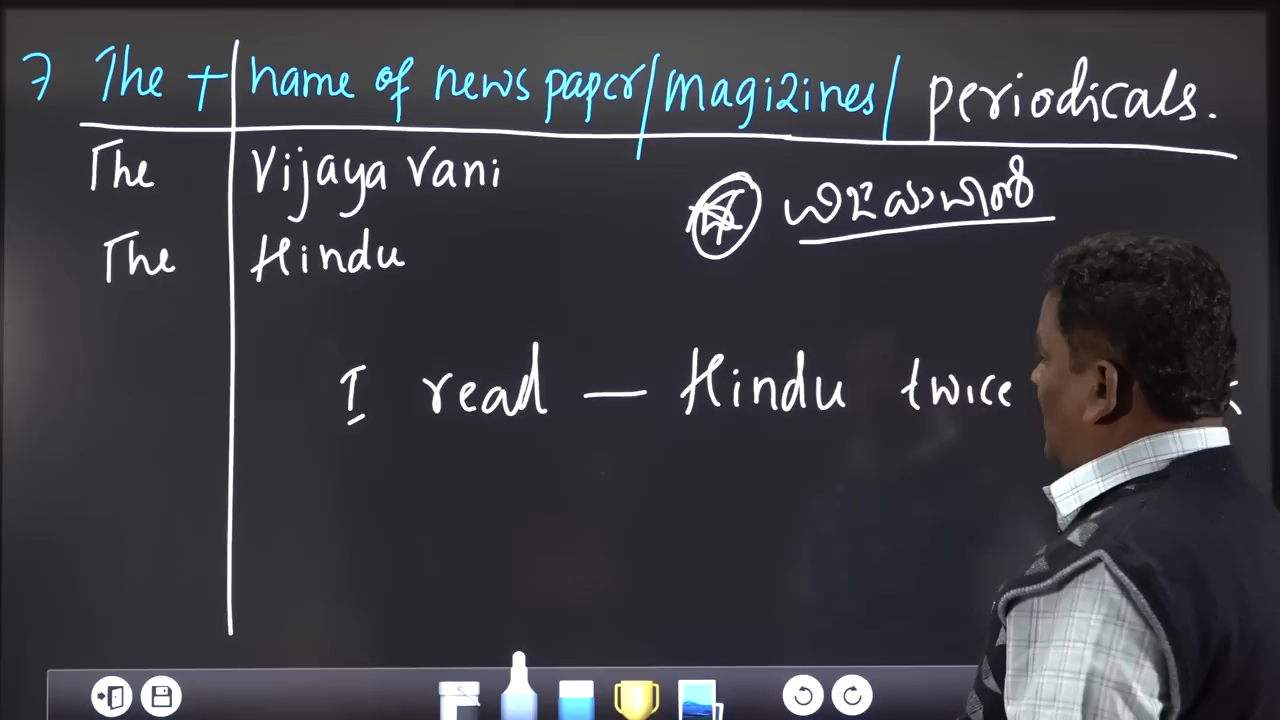 7 The + name of news paper/magizines/ periodicals.
The Vijaya Vani
The Hindu
I read — Hindu twice